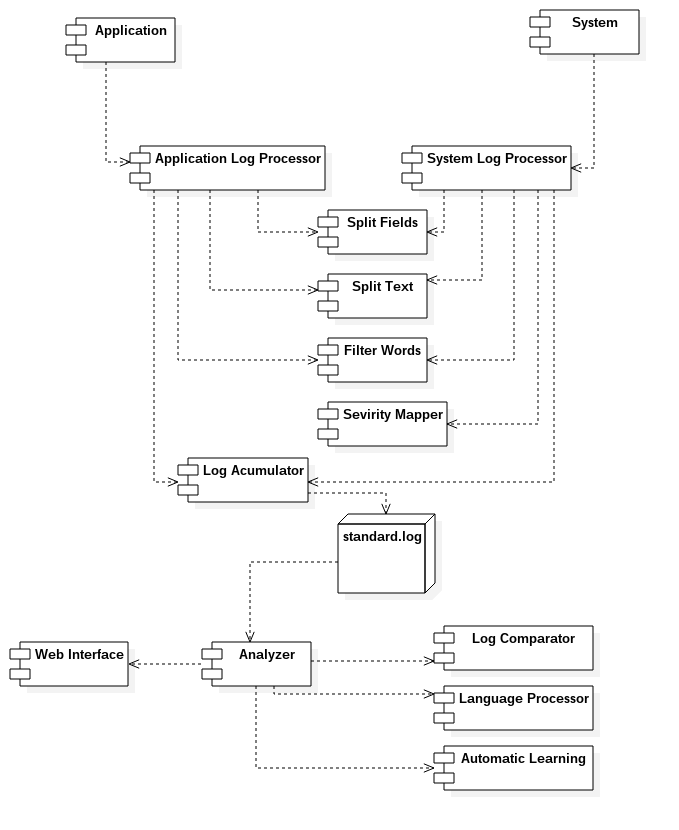 Application
System
Application Log Processor
System Log Processor
Split Fields
Split Text
Filter Words
Sevirity Mapper
Log Acumulator
standard.log
Log Comparator
Web Interface
Analyzer
Language Processor
Automatic Learning